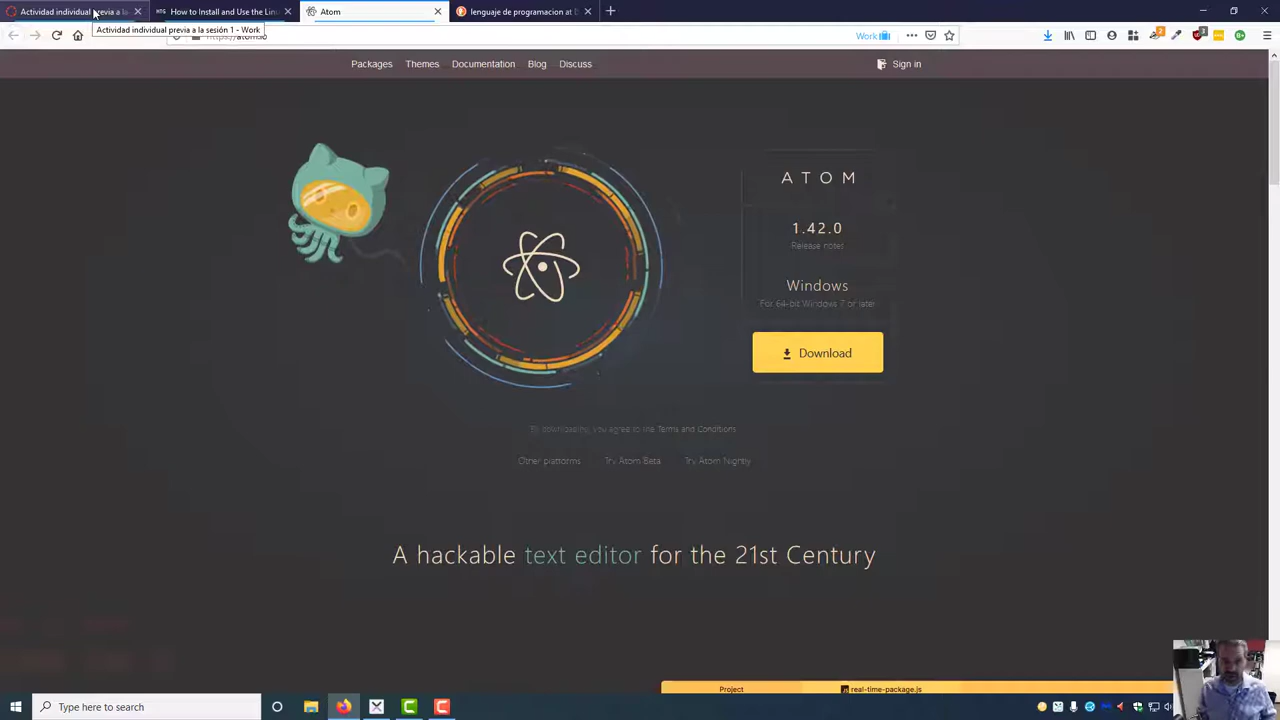 Actividad individual previa a la
How to Install and Use the Linu
Atom
lenguaje de programacion at D
Actividad individual previa a la sesión 1 - Work
https://atom.io
Work
Packages
Themes
Documentation
Blog
Discuss
Sign in
ATOM
1.42.0
Release notes
Windows
For 64-bit Windows 7 or later
Download
By downloading, you agree to the Terms and Conditions
Other platforms
Try Atom Beta
Try Atom Nightly
A hackable text editor for the 21st Century
Project
real-time-package.js
Type here to search